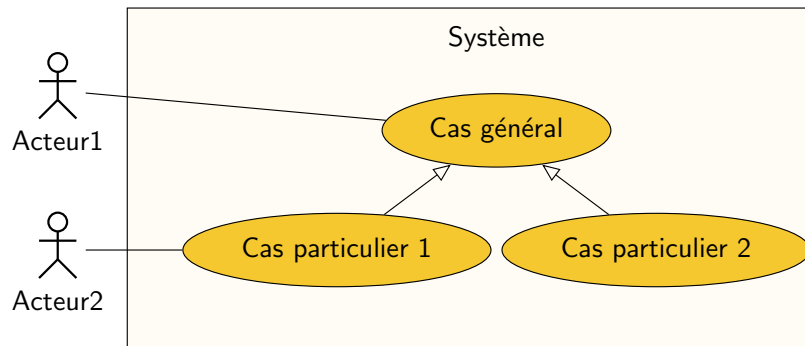 Système
Acteur1
Cas général
Cas particulier 1
Cas particulier 2
Acteur2